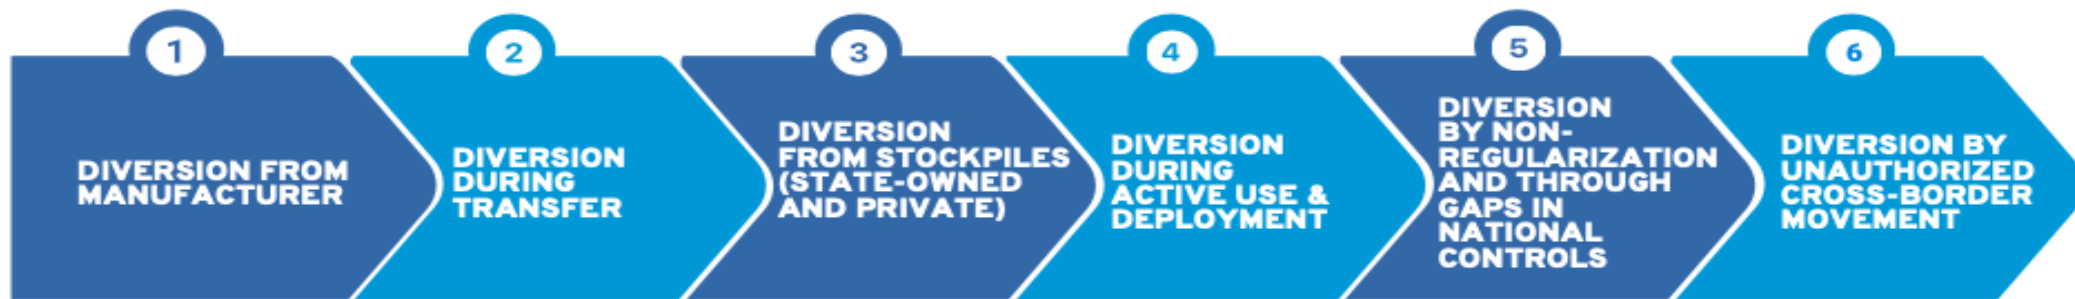 1
DIVERSION FROM
MANUFACTURER
2
DIVERSION
DURING
TRANSFER
3
DIVERSION
FROM STOCKPILES
(STATE-OWNED
AND PRIVATE)
4
DIVERSION
DURING
ACTIVE USE &
DEPLOYMENT
5
DIVERSION
BY NON-
REGULARIZATION
AND THROUGH
GAPS IN
NATIONAL
CONTROLS
6
DIVERSION BY
UNAUTHORIZED
CROSS-BORDER
MOVEMENT